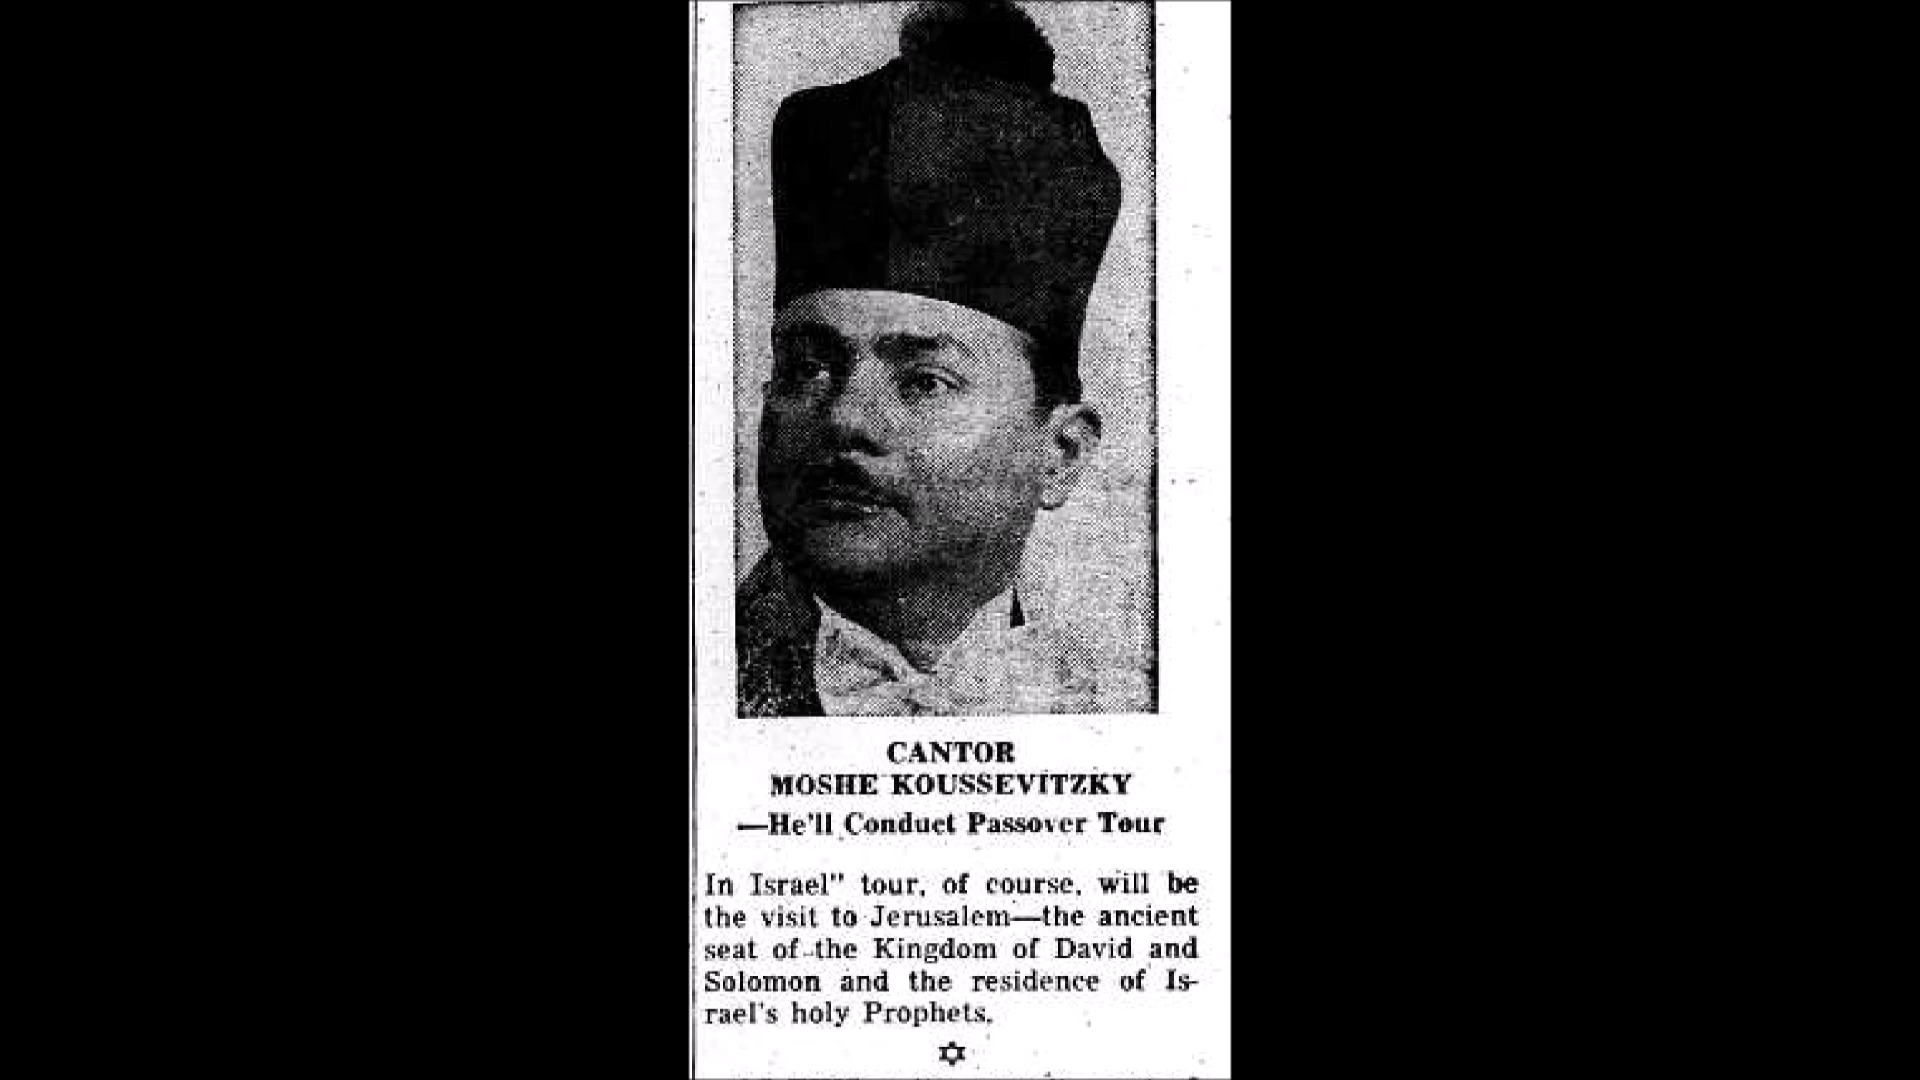 CANTOR
MOSHE KOUSSEVITZKY
—He'll Conduct Passover Tour
In Israel" tour, of course, will be
the visit to Jerusalem—the ancient
seat of the Kingdom of David and
Solomon and the residence of Is-
rael's holy Prophets.